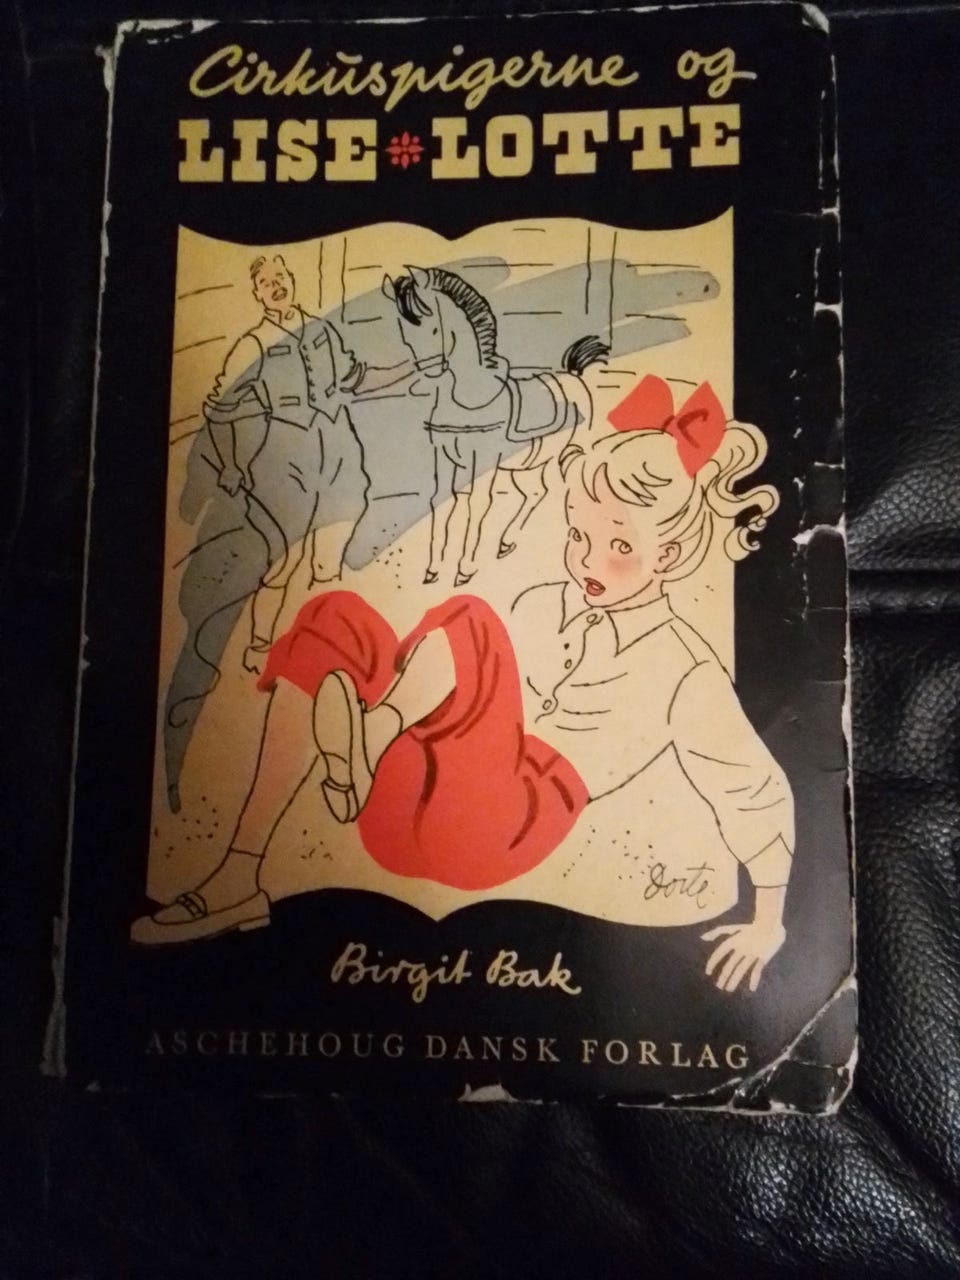 Cirkuspigerne og
LISE LOTTE
Dorte
Birgit Bak
ASCHEHOUG DANSK FORLAG